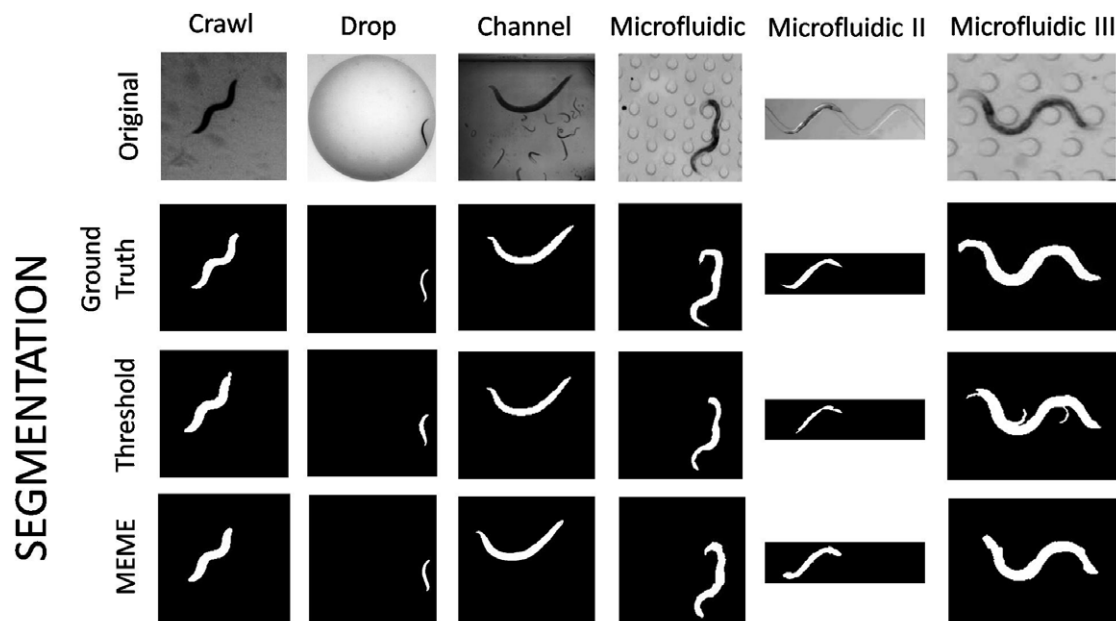 Crawl Drop Channel Microfluidic Microfluidic II Microfluidic III
Original
SEGMENTATION
Ground
Truth
Threshold
MEME